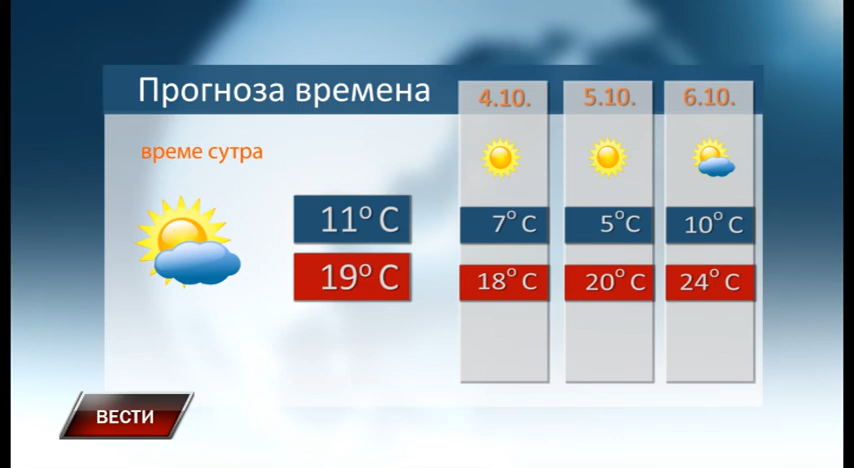 Прогноза времена
4.10.
5.10.
6.10.
време сутра
11° C
19° C
7° C
5°C
10° C
18° C
20° C
24° C
ВЕСТИ